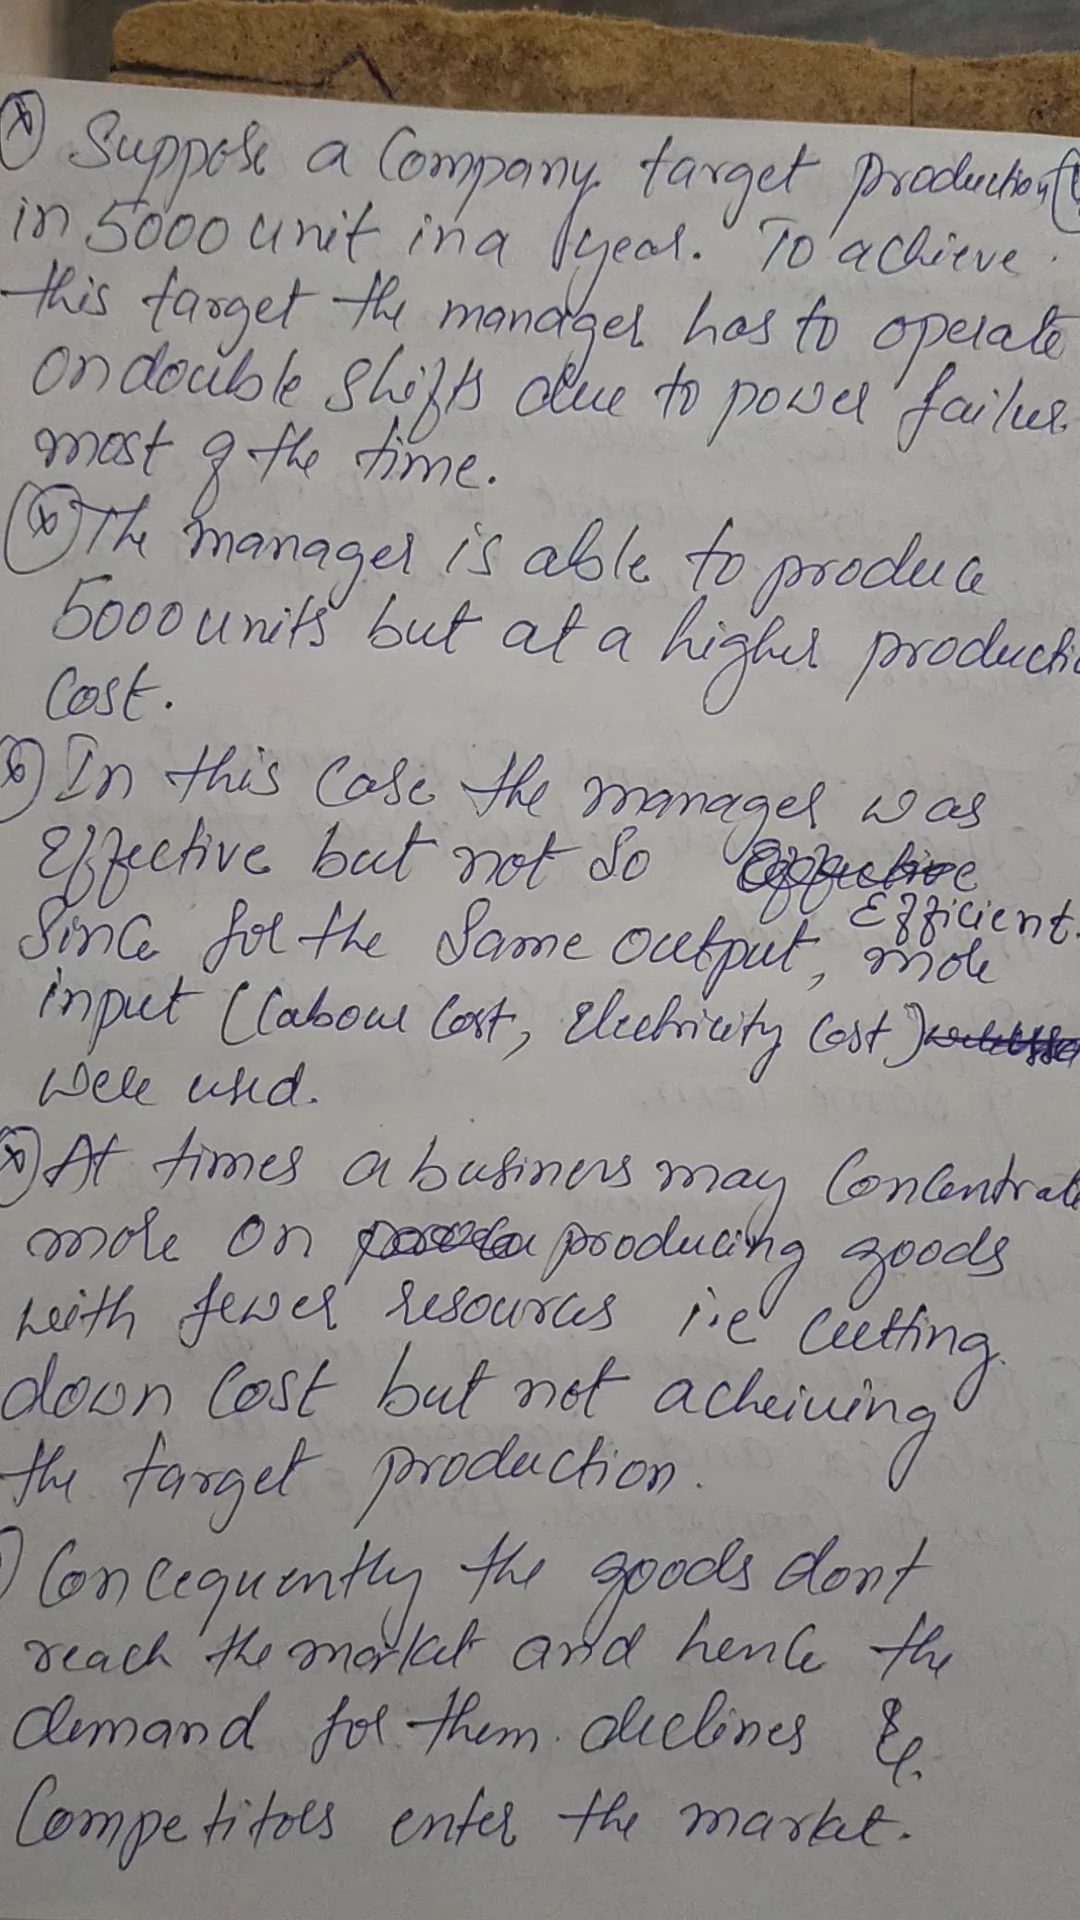 Suppose a Company target production
in 5000 unit in a year. To achieve
this target the manager has to operate
on double shifts due to power failure
most of the time.
The manager is able to produce
5000 units but at a higher producti
Cost.
In this case the manager was
Effective but not so Effective
Efficient.
Since for the same output, more
input (labour Cost, Electricity Cost)
were used.
At times a business may Concentrate
more on producing goods
with fewer resources i.e cutting
down Cost but not acheiving
the target production.
Concequently the goods dont
reach the market and hence the
demand for them declines &
Competitors enter the market.